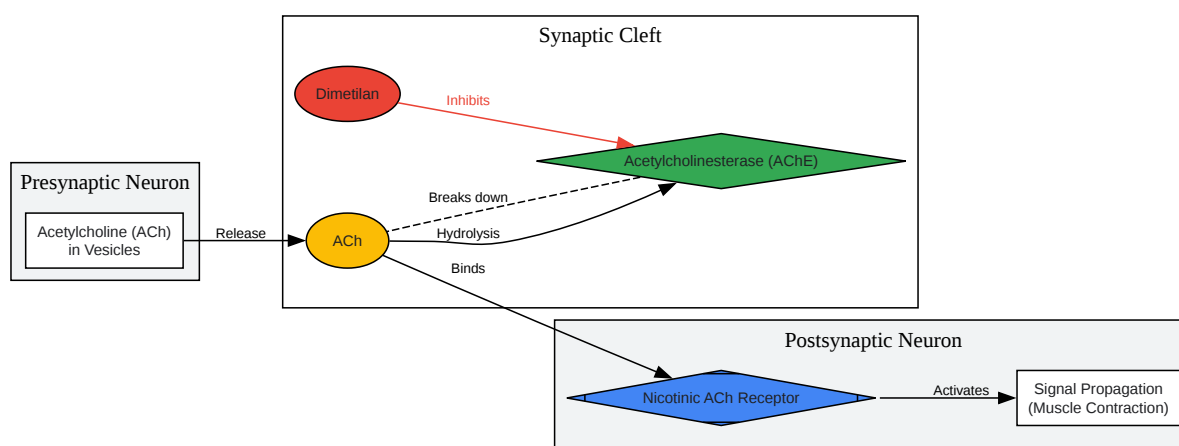 Synaptic Cleft
Dimetilan
Inhibits
Acetylcholinesterase (AChE)
Presynaptic Neuron
Acetylcholine (ACh)
in Vesicles
Release
ACh
Breaks down
Hydrolysis
Binds
Postsynaptic Neuron
Nicotinic ACh Receptor
Activates
Signal Propagation
(Muscle Contraction)